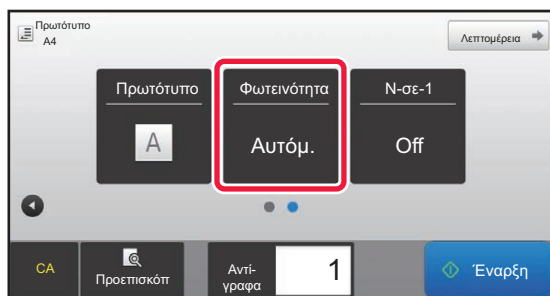 Πρωτότυπο
A4
Λεπτομέρεια
Πρωτότυπο
Φωτεινότητα
N-σε-1
A
Αυτόμ.
Off
CA
Προεπισκόπ
Αντί-
γραφα
1
Έναρξη